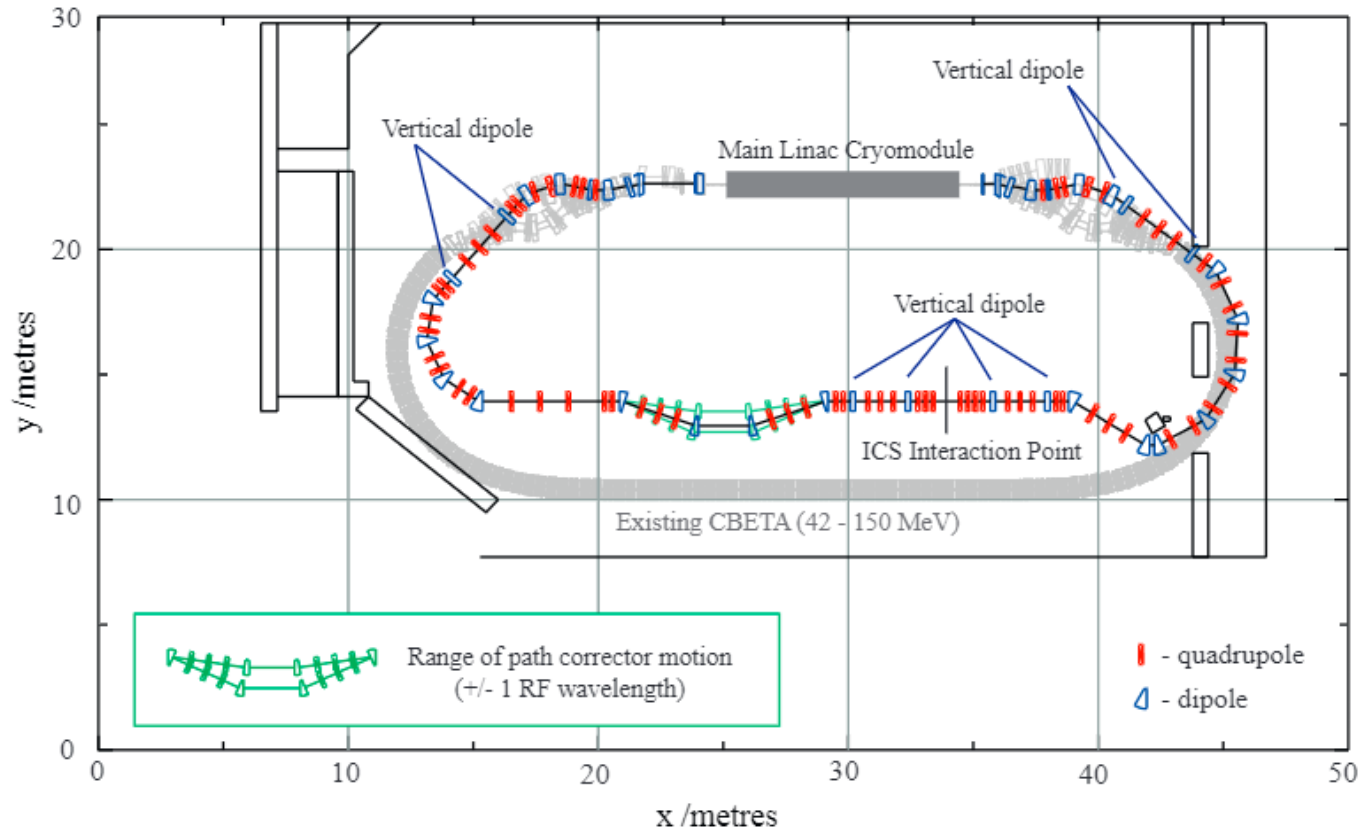 30
Vertical dipole
Vertical dipole
Main Linac Cryomodule
20
y /metres
Vertical dipole
ICS Interaction Point
10
Existing CBETA (42 - 150 MeV)
Range of path corrector motion
(+/- 1 RF wavelength)
- quadrupole
- dipole
0
0
10
20
30
40
50
x /metres